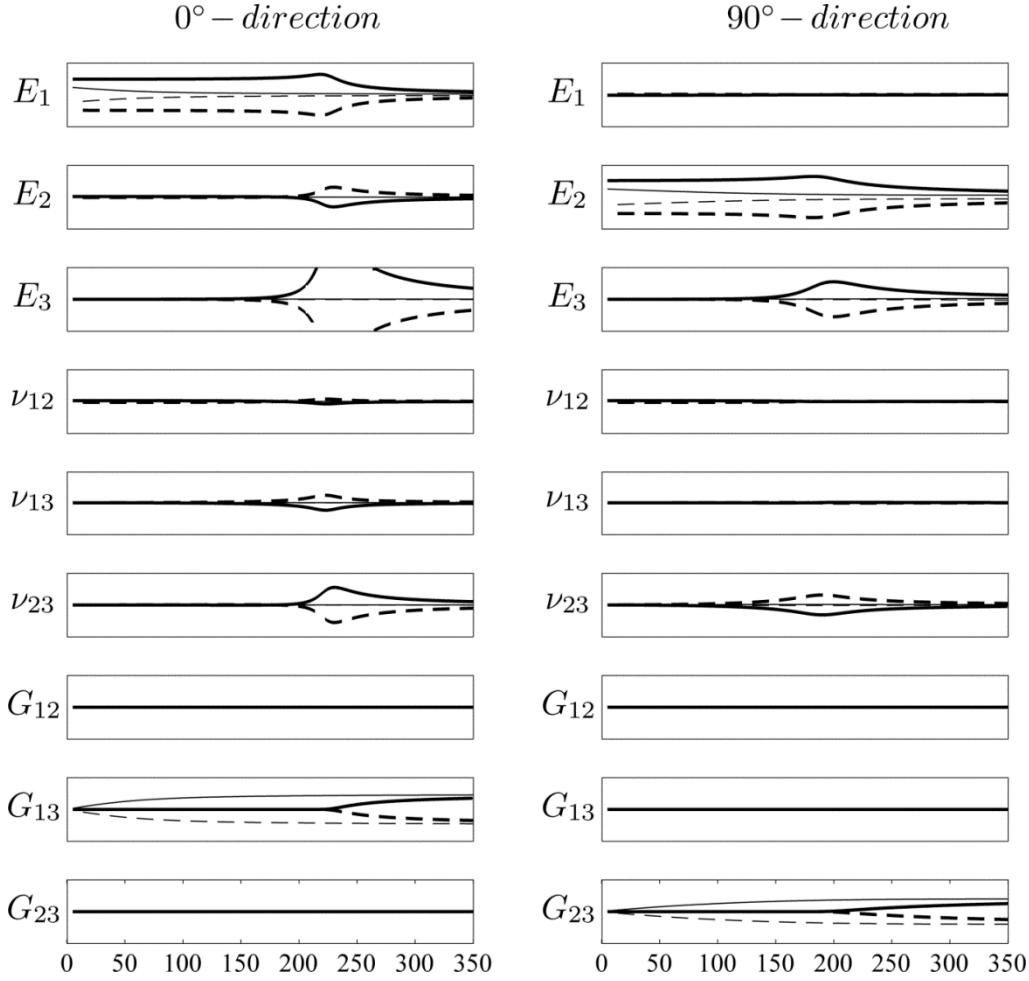 0° – direction 90° – direction
E₁ E₁
E₂ E₂
E₃ E₃
ν₁₂ ν₁₂
ν₁₃ ν₁₃
ν₂₃ ν₂₃
G₁₂ G₁₂
G₁₃ G₁₃
G₂₃ G₂₃
0 50 100 150 200 250 300 350 0 50 100 150 200 250 300 350